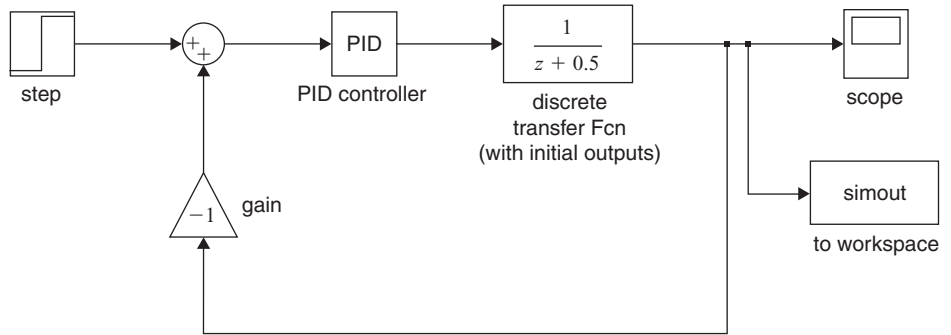 step
+
+
PID
PID controller
1
z + 0.5
discrete
transfer Fcn
(with initial outputs)
scope
simout
to workspace
−1
gain